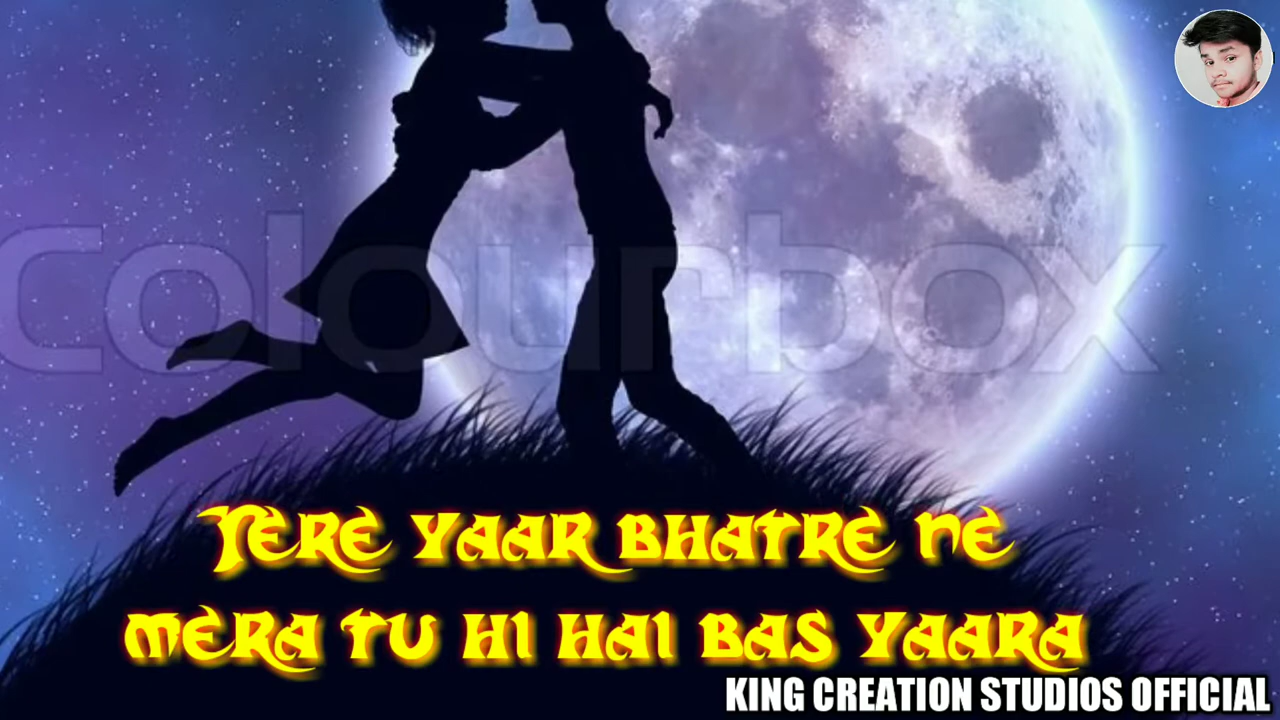 colourbox
TERE YAAR BHATRE NE
MERA TU HI HAI BAS YAARA
KING CREATION STUDIOS OFFICIAL